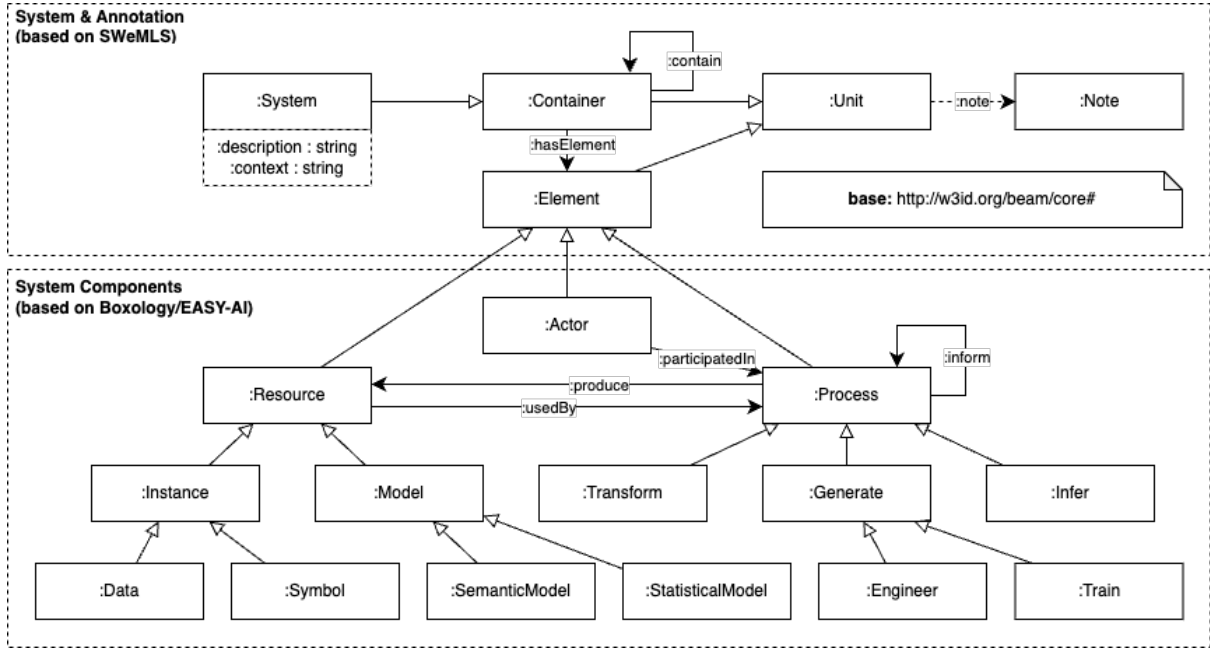 System & Annotation
(based on SWeMLS)
:contain
:System
:Container
:Unit
:note
:Note
:description : string
:context : string
:hasElement
:Element
base: http://w3id.org/beam/core#
System Components
(based on Boxology/EASY-AI)
:Actor
:participatedIn
:inform
:Resource
:produce
:usedBy
:Process
:Instance
:Model
:Transform
:Generate
:Infer
:Data
:Symbol
:SemanticModel
:StatisticalModel
:Engineer
:Train